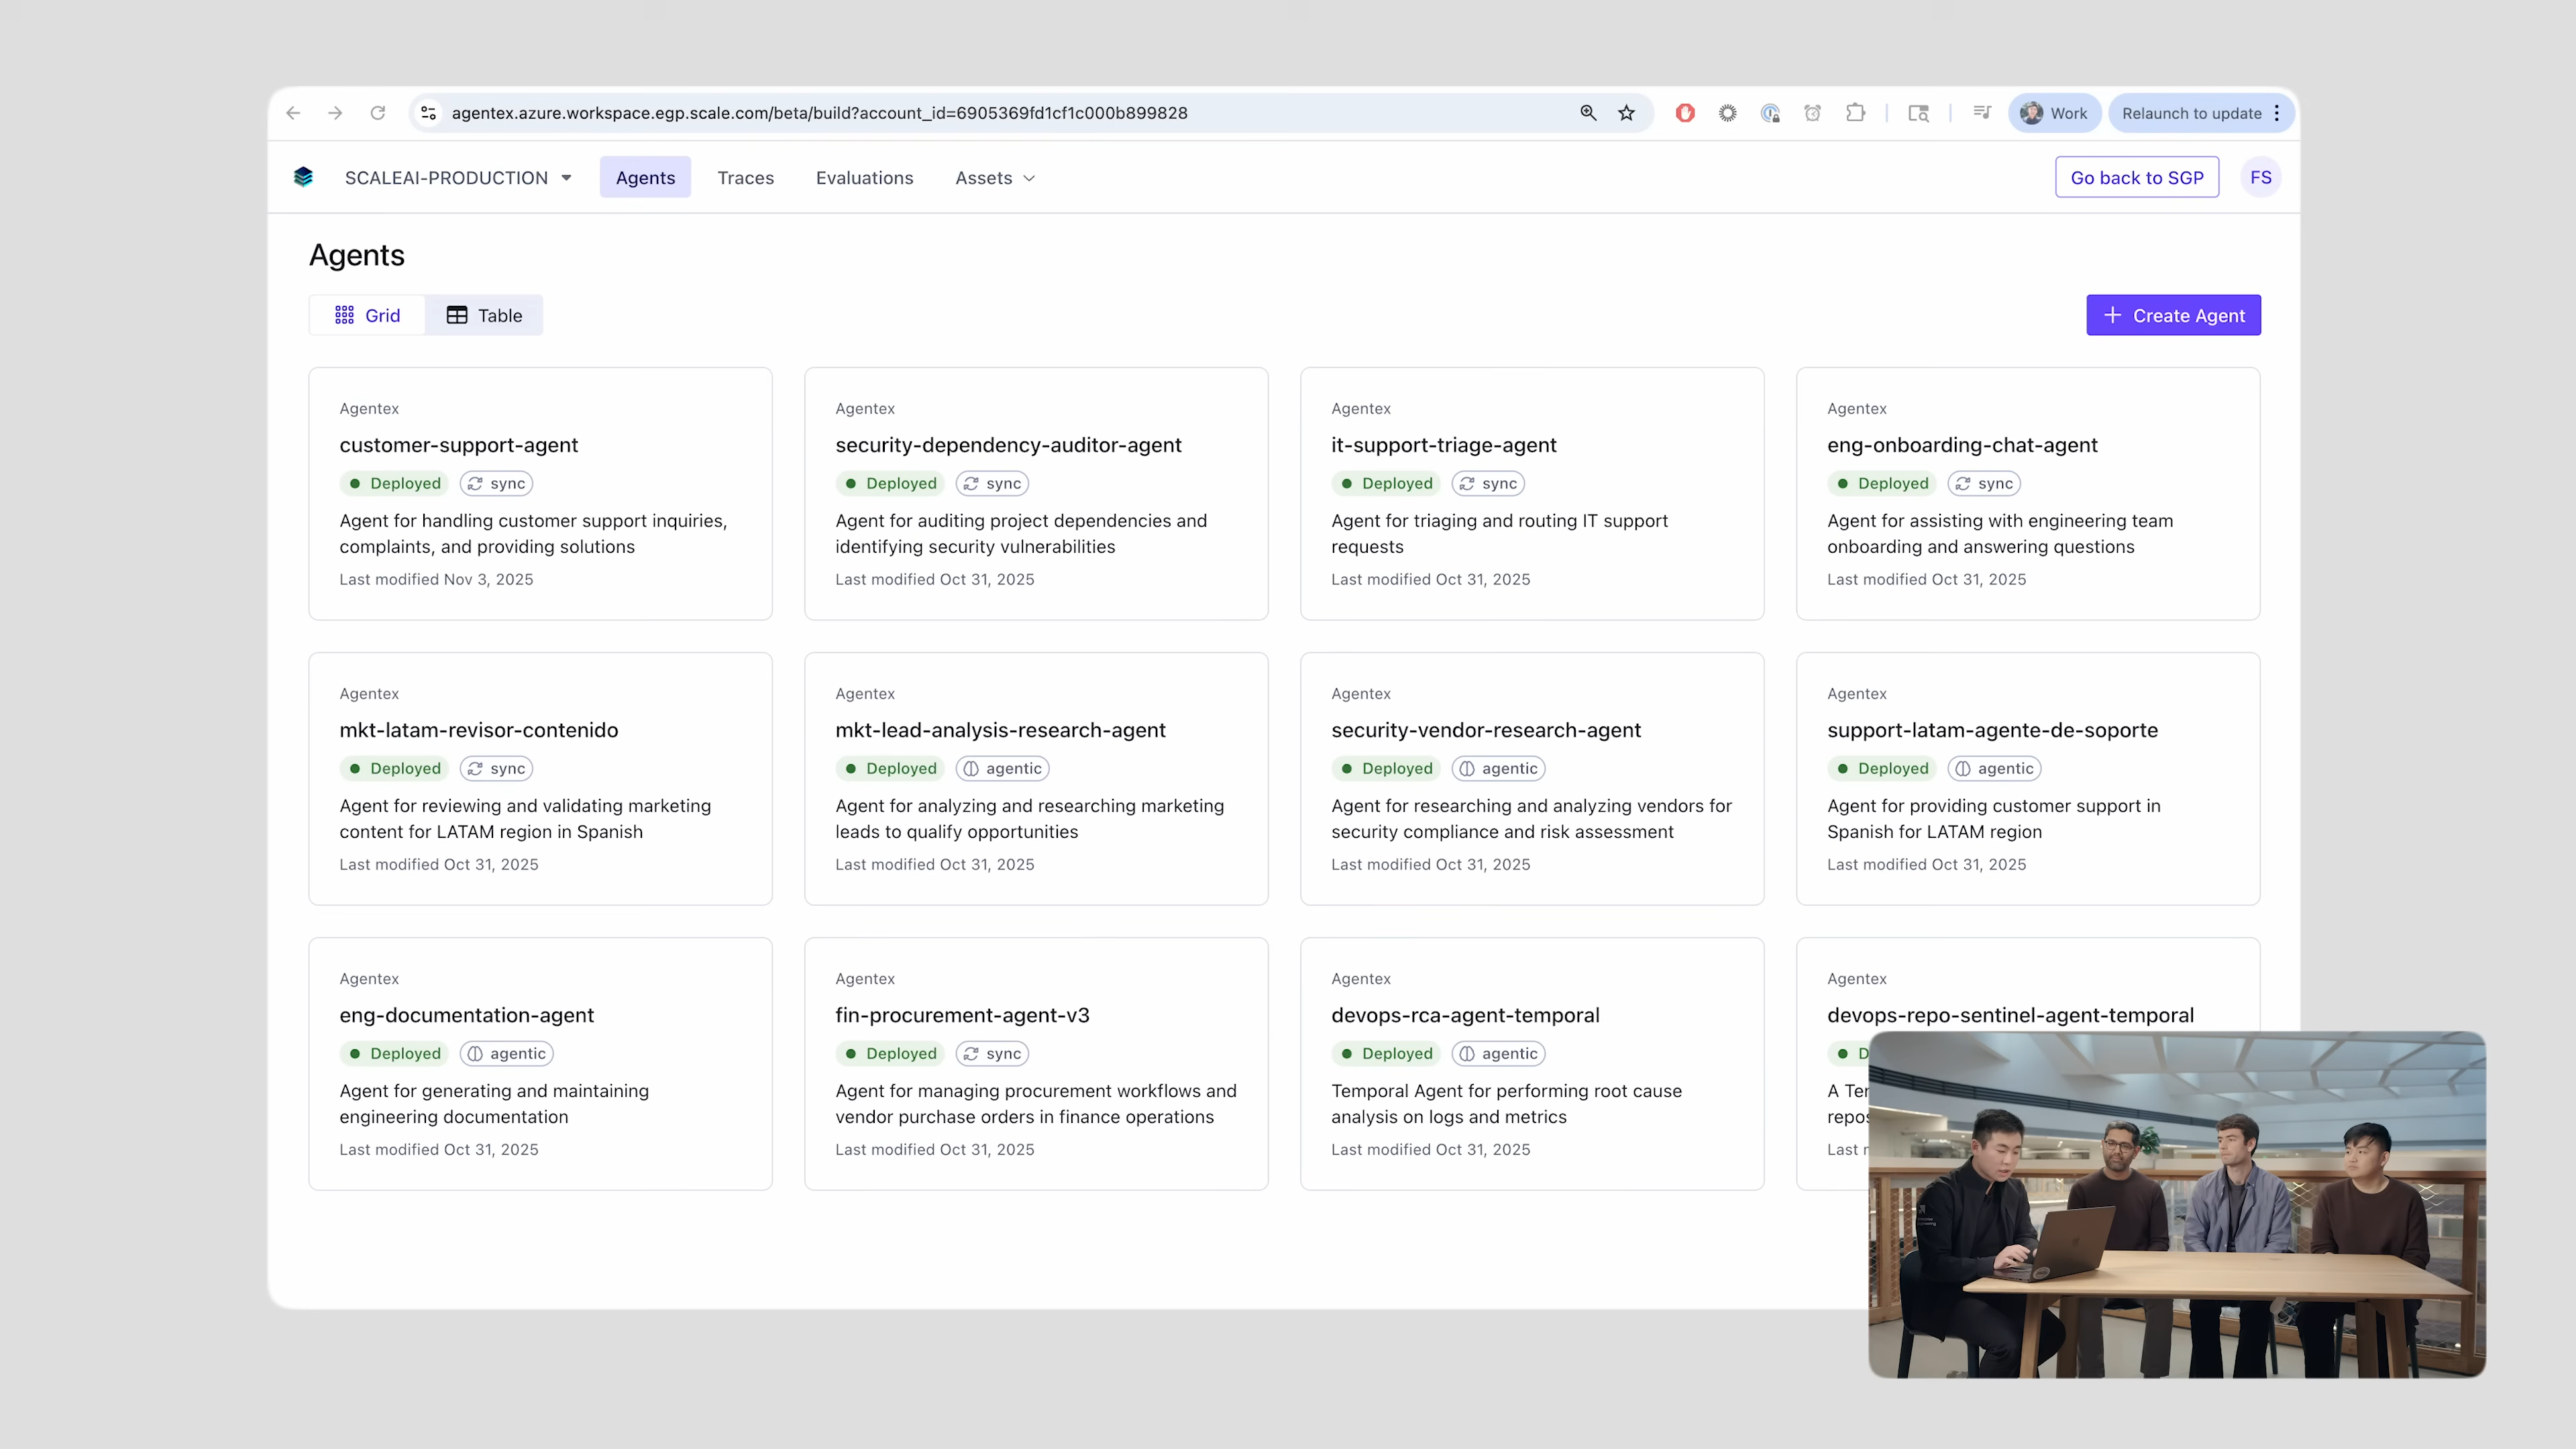 agentex.azure.workspace.egp.scale.com/beta/build?account_id=6905369fd1cf1c000b899828
Work
Relaunch to update
SCALEAI-PRODUCTION
Agents
Traces
Evaluations
Assets
Go back to SGP
FS
Agents
Grid
Table
Create Agent
Agentex
customer-support-agent
Deployed
sync
Agent for handling customer support inquiries,
complaints, and providing solutions
Last modified Nov 3, 2025
Agentex
security-dependency-auditor-agent
Deployed
sync
Agent for auditing project dependencies and
identifying security vulnerabilities
Last modified Oct 31, 2025
Agentex
it-support-triage-agent
Deployed
sync
Agent for triaging and routing IT support
requests
Last modified Oct 31, 2025
Agentex
eng-onboarding-chat-agent
Deployed
sync
Agent for assisting with engineering team
onboarding and answering questions
Last modified Oct 31, 2025
Agentex
mkt-latam-revisor-contenido
Deployed
sync
Agent for reviewing and validating marketing
content for LATAM region in Spanish
Last modified Oct 31, 2025
Agentex
mkt-lead-analysis-research-agent
Deployed
agentic
Agent for analyzing and researching marketing
leads to qualify opportunities
Last modified Oct 31, 2025
Agentex
security-vendor-research-agent
Deployed
agentic
Agent for researching and analyzing vendors for
security compliance and risk assessment
Last modified Oct 31, 2025
Agentex
support-latam-agente-de-soporte
Deployed
agentic
Agent for providing customer support in
Spanish for LATAM region
Last modified Oct 31, 2025
Agentex
eng-documentation-agent
Deployed
agentic
Agent for generating and maintaining
engineering documentation
Last modified Oct 31, 2025
Agentex
fin-procurement-agent-v3
Deployed
sync
Agent for managing procurement workflows and
vendor purchase orders in finance operations
Last modified Oct 31, 2025
Agentex
devops-rca-agent-temporal
Deployed
agentic
Temporal Agent for performing root cause
analysis on logs and metrics
Last modified Oct 31, 2025
Agentex
devops-repo-sentinel-agent-temporal
D
A Ter
repos
Last